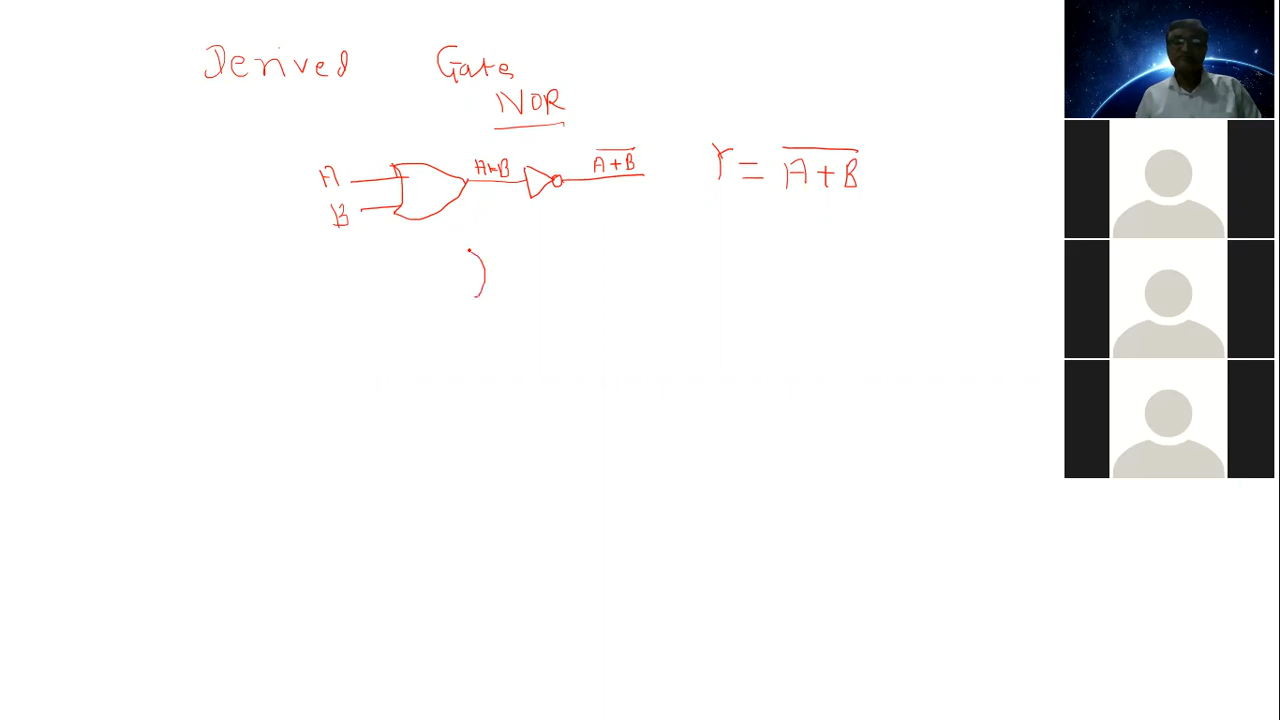 Derived Gate
NOR
A
B
A+B
A̅+̅B̅
Y = A̅+̅B̅